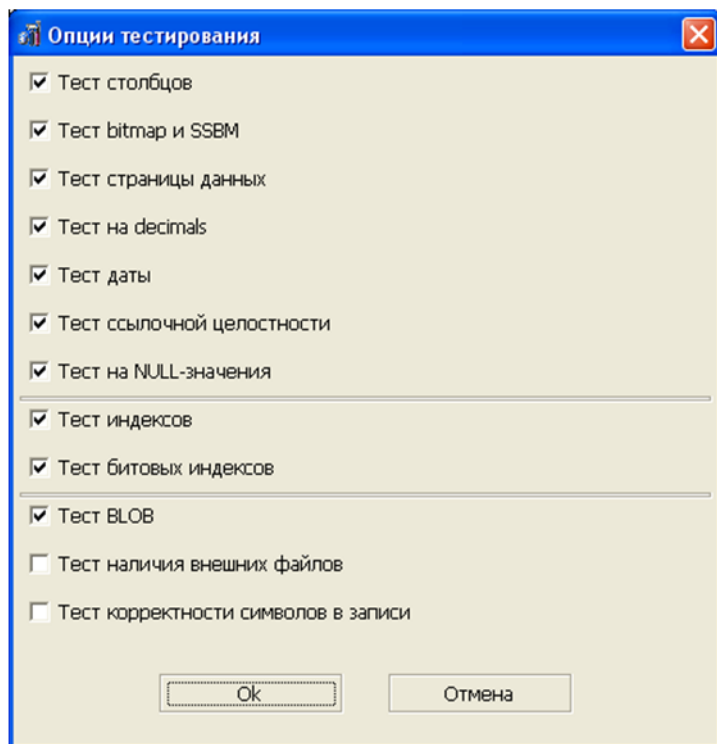 Опции тестирования
Тест столбцов
Тест bitmap и SSBM
Тест страницы данных
Тест на decimals
Тест даты
Тест ссылочной целостности
Тест на NULL-значения
Тест индексов
Тест битовых индексов
Тест BLOB
Тест наличия внешних файлов
Тест корректности символов в записи
Ok
Отмена